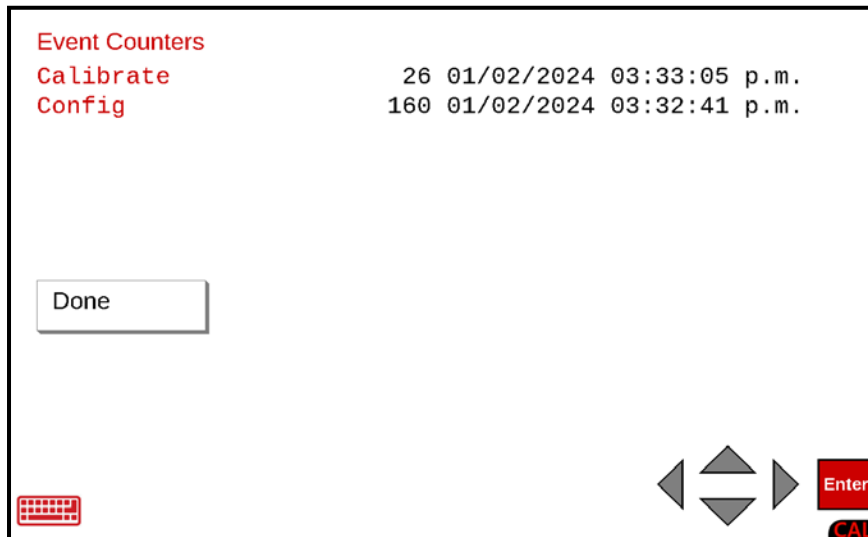 Event Counters
Calibrate 26 01/02/2024 03:33:05 p.m.
Config 160 01/02/2024 03:32:41 p.m.
Done
Enter